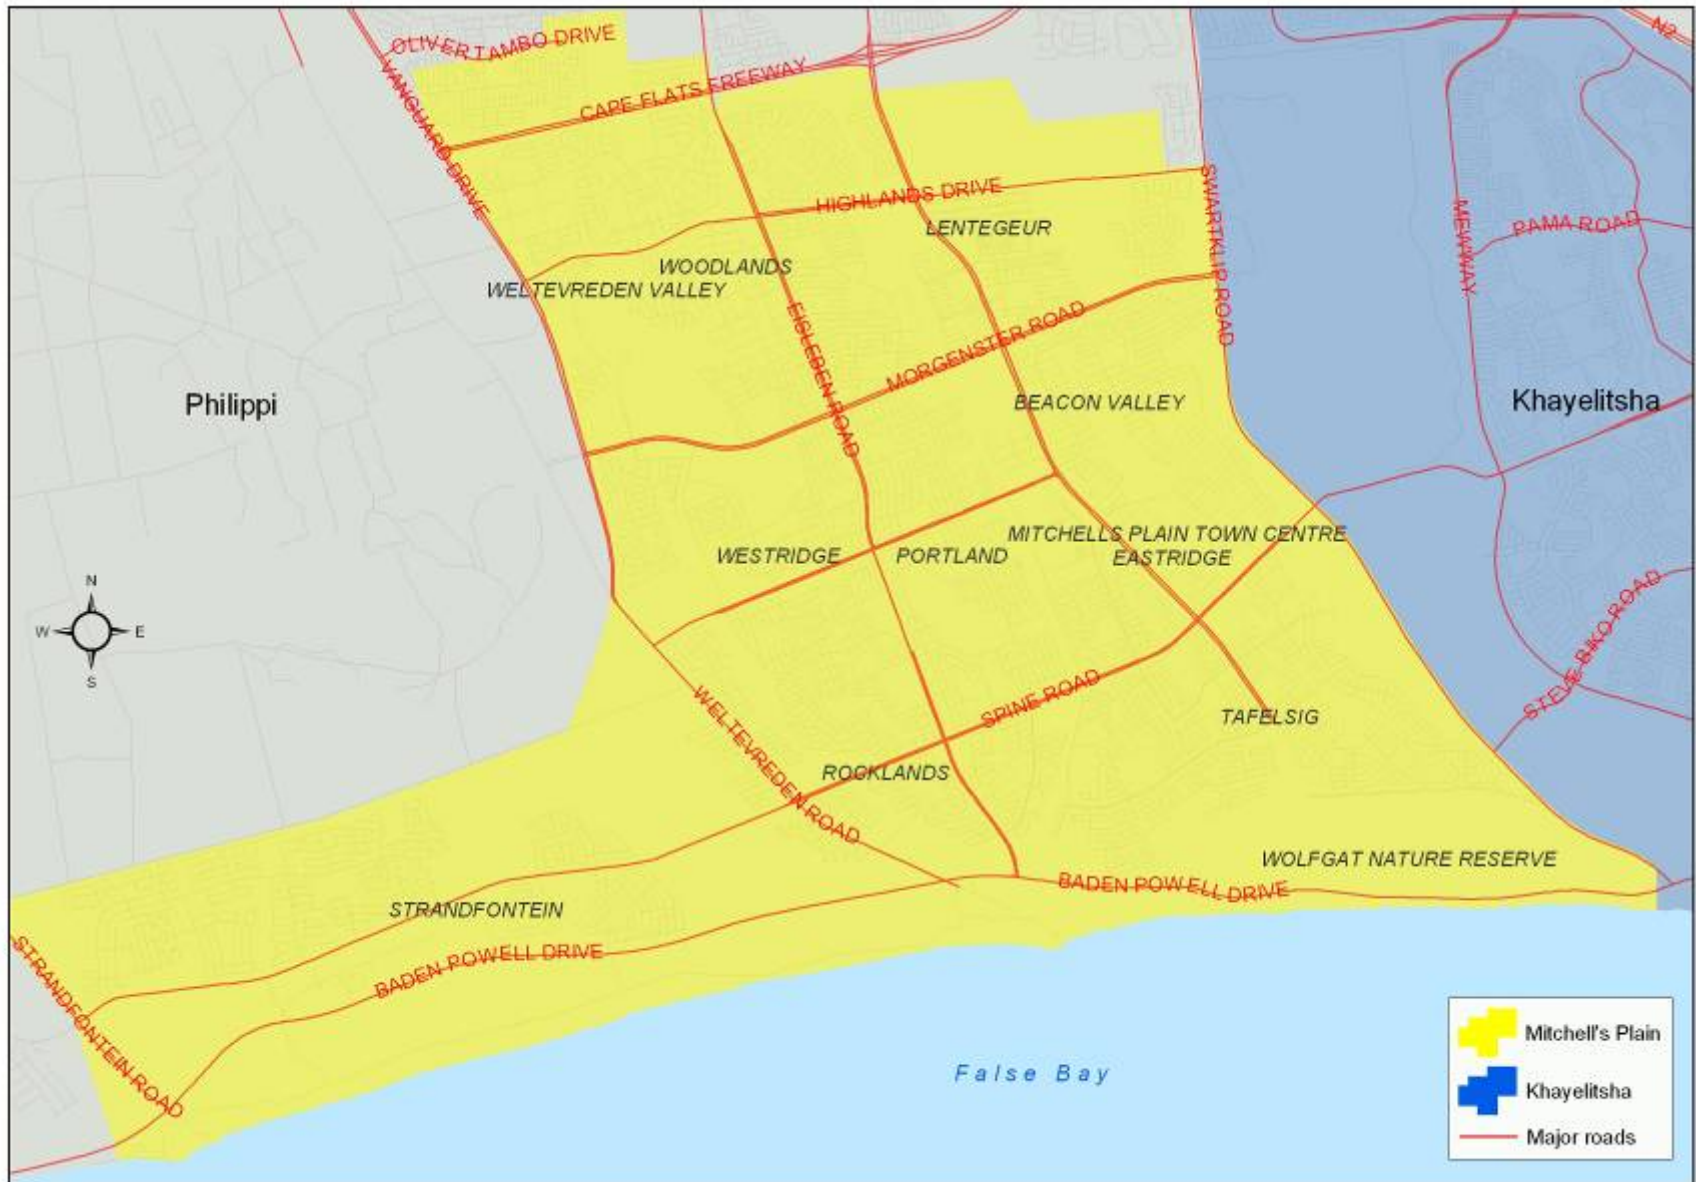 OLIVER TAMBO DRIVE
N2
VANGUARD DRIVE
CAPE FLATS FREEWAY
HIGHLANDS DRIVE
SWARTKLIP ROAD
MEWWAY
PAMA ROAD
LENTEGEUR
WOODLANDS
WELTEVREDEN VALLEY
EISLEBEN ROAD
MORGENSTER ROAD
Philippi
BEACON VALLEY
Khayelitsha
WESTRIDGE
PORTLAND
MITCHELLS PLAIN TOWN CENTRE
EASTRIDGE
N
W
E
S
STEVE BIKO ROAD
WELTEVREDEN ROAD
SPINE ROAD
TAFELSIG
ROCKLANDS
WOLFGAT NATURE RESERVE
BADEN POWELL DRIVE
STRANDFONTEIN
BADEN POWELL DRIVE
STRANDFONTEIN ROAD
False Bay
Mitchell's Plain
Khayelitsha
Major roads